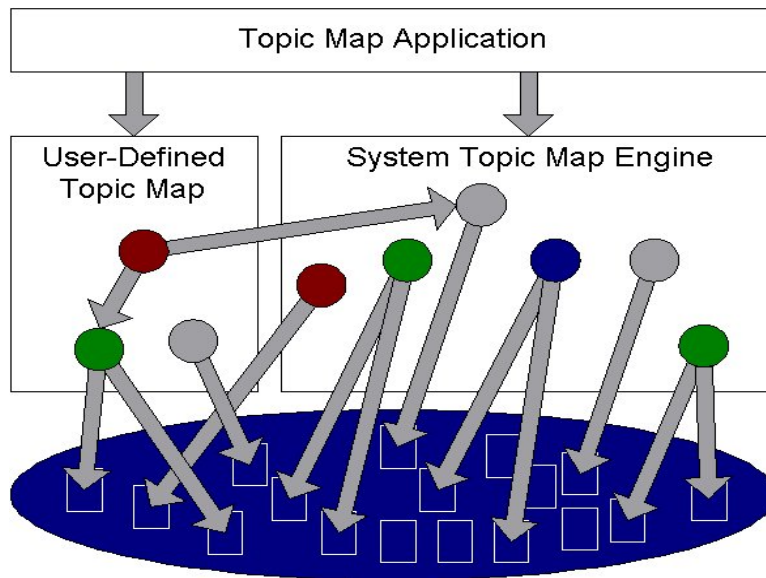 Topic Map Application
User-Defined
Topic Map
System Topic Map Engine